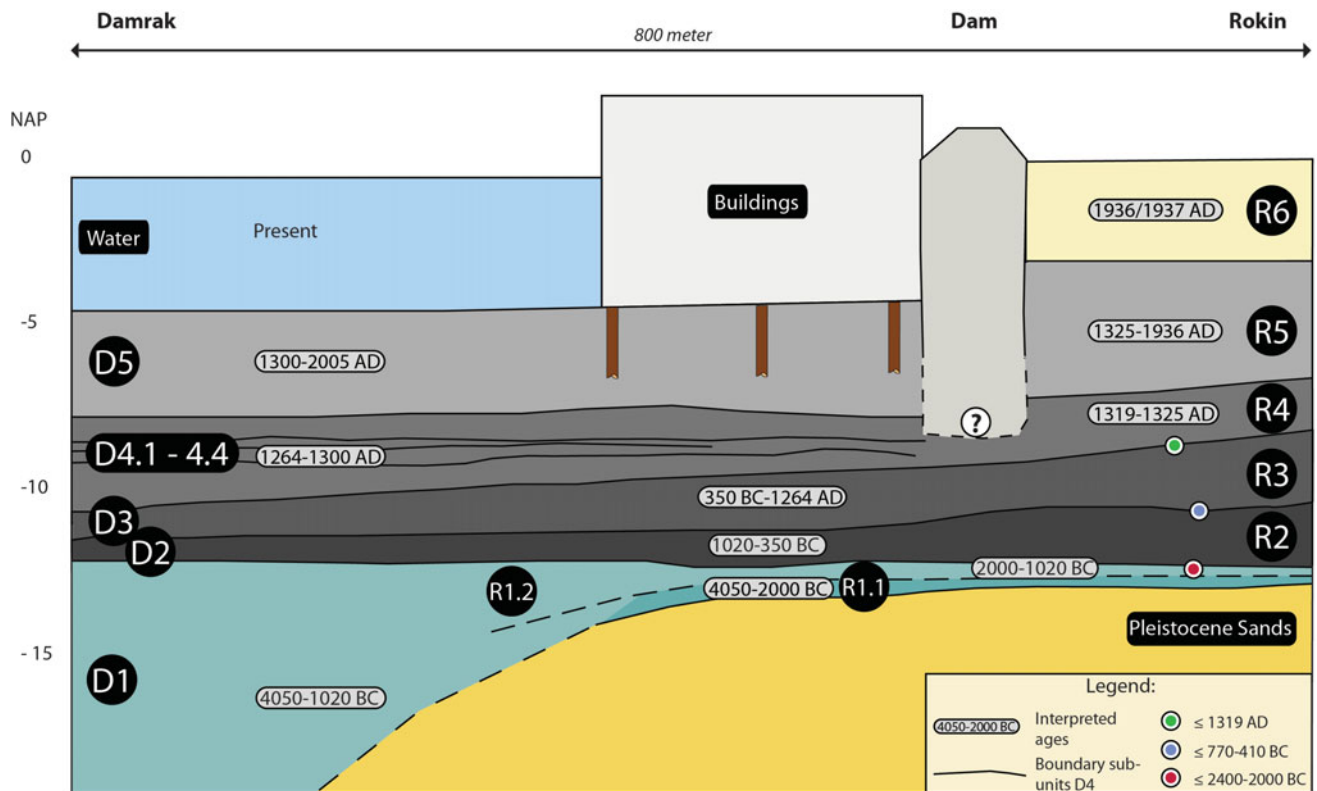 Damrak Dam Rokin
800 meter
NAP
0
1936/1937 AD R6
Buildings
Water Present
-5
1325-1936 AD R5
D5 1300-2005 AD
1319-1325 AD R4
?
D4.1 - 4.4 1264-1300 AD
-10
350 BC-1264 AD R3
D3
D2 1020-350 BC R2
2000-1020 BC
R1.2 4050-2000 BC R1.1
Pleistocene Sands
- 15
D1 4050-1020 BC
Legend:
4050-2000 BC Interpreted ages
Boundary sub-units D4
≤ 1319 AD
≤ 770-410 BC
≤ 2400-2000 BC